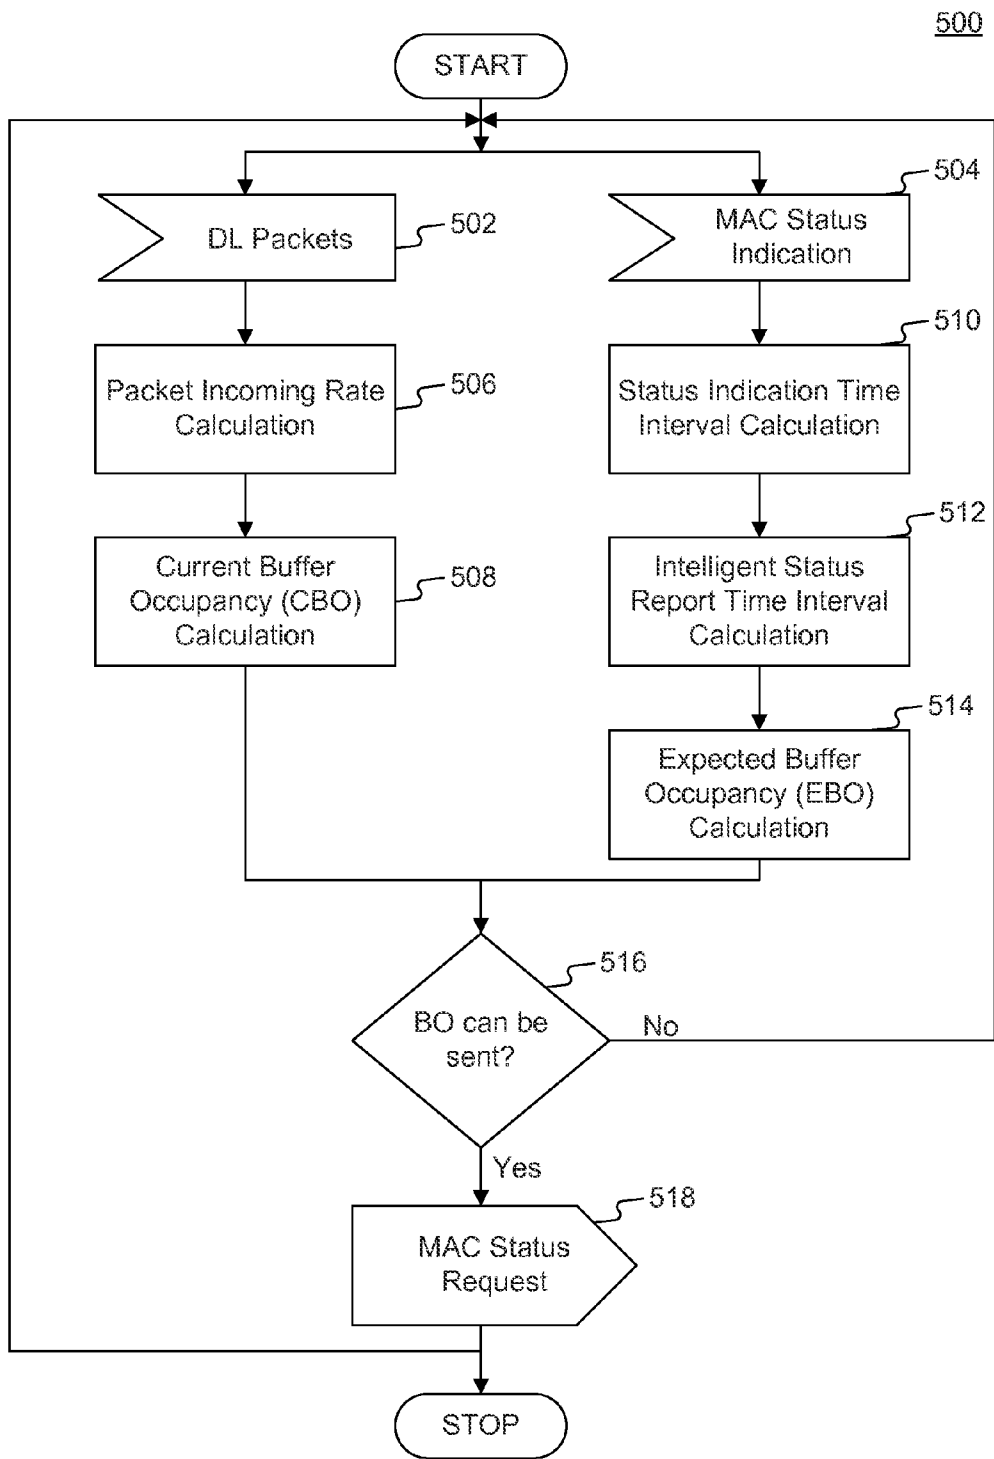 500
START
DL Packets
502
MAC Status
Indication
504
Packet Incoming Rate
Calculation
506
Status Indication Time
Interval Calculation
510
Current Buffer
Occupancy (CBO)
Calculation
508
Intelligent Status
Report Time Interval
Calculation
512
Expected Buffer
Occupancy (EBO)
Calculation
514
BO can be
sent?
516
No
Yes
MAC Status
Request
518
STOP